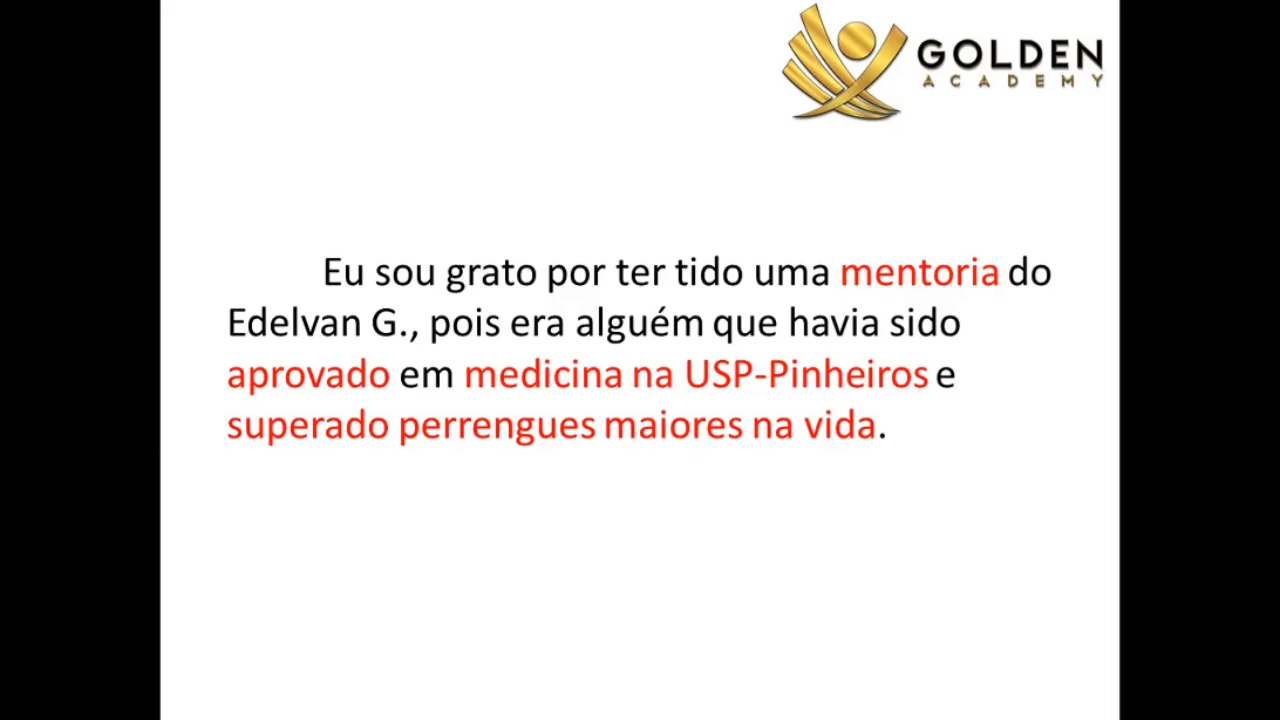 GOLDEN
ACADEMY
Eu sou grato por ter tido uma mentoria do
Edelvan G., pois era alguém que havia sido
aprovado em medicina na USP-Pinheiros e
superado perrengues maiores na vida.